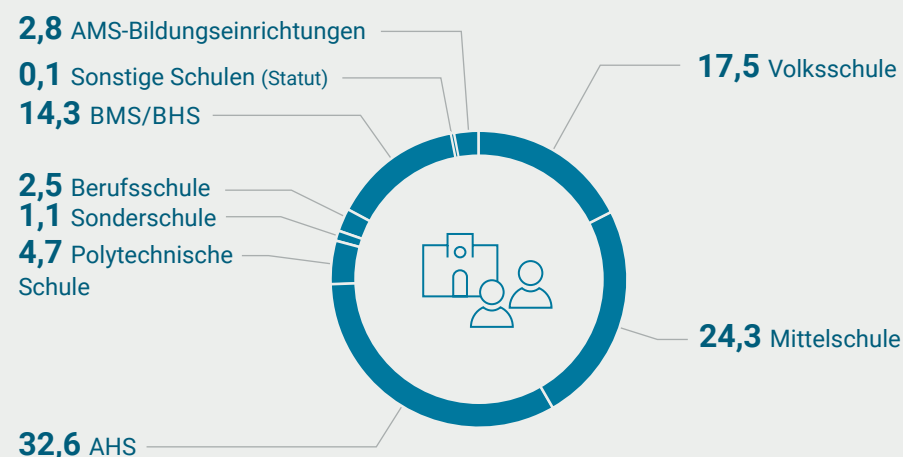 2,8 AMS-Bildungseinrichtungen
0,1 Sonstige Schulen (Statut)
14,3 BMS/BHS
2,5 Berufsschule
1,1 Sonderschule
4,7 Polytechnische
Schule
32,6 AHS
17,5 Volksschule
24,3 Mittelschule